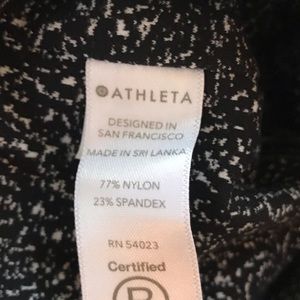 ATHLETA
DESIGNED IN
SAN FRANCISCO
MADE IN SRI LANKA
77% NYLON
23% SPANDEX
RN 54023
Certified
B